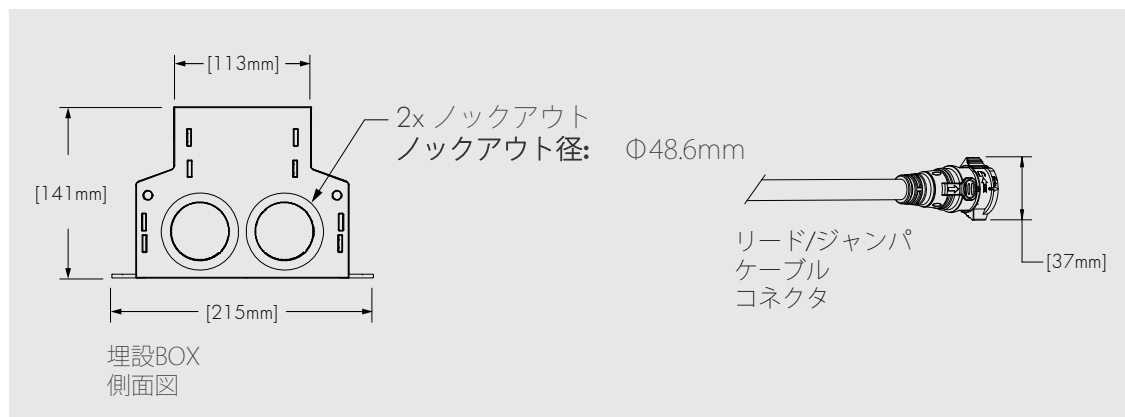 [113mm]
2x ノックアウト
ノックアウト径: Φ48.6mm
[141mm]
[215mm]
埋設BOX
側面図
リード/ジャンパ
ケーブル
コネクタ
[37mm]